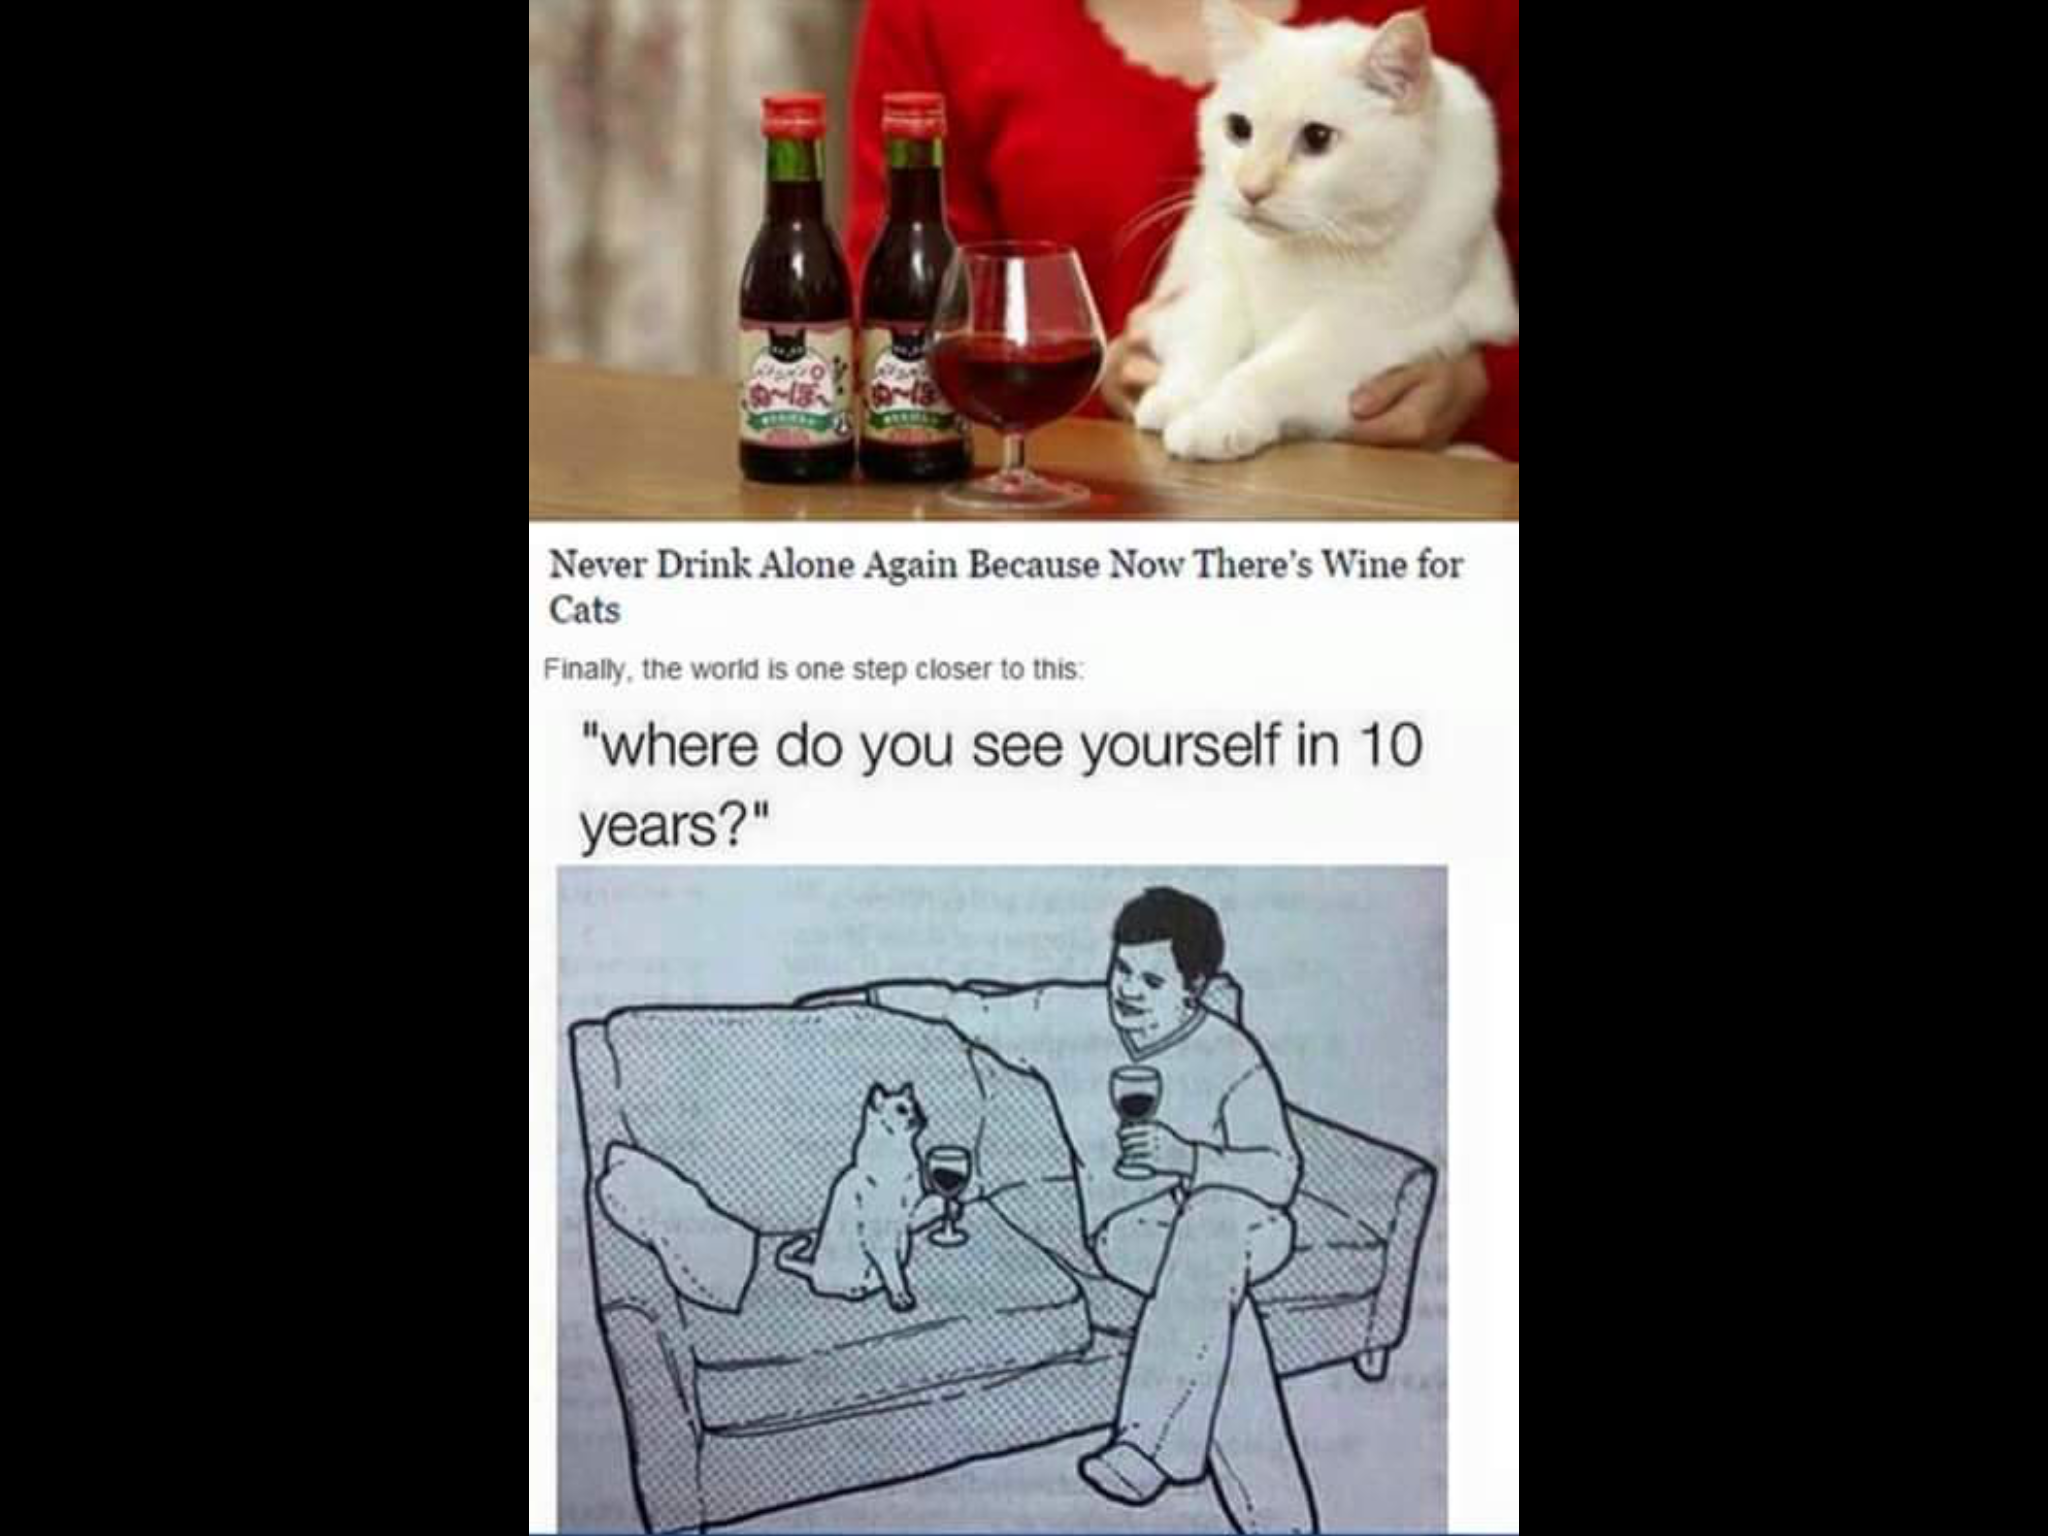 Never Drink Alone Again Because Now There's Wine for
Cats
Finally, the world is one step closer to this:
"where do you see yourself in 10
years?"